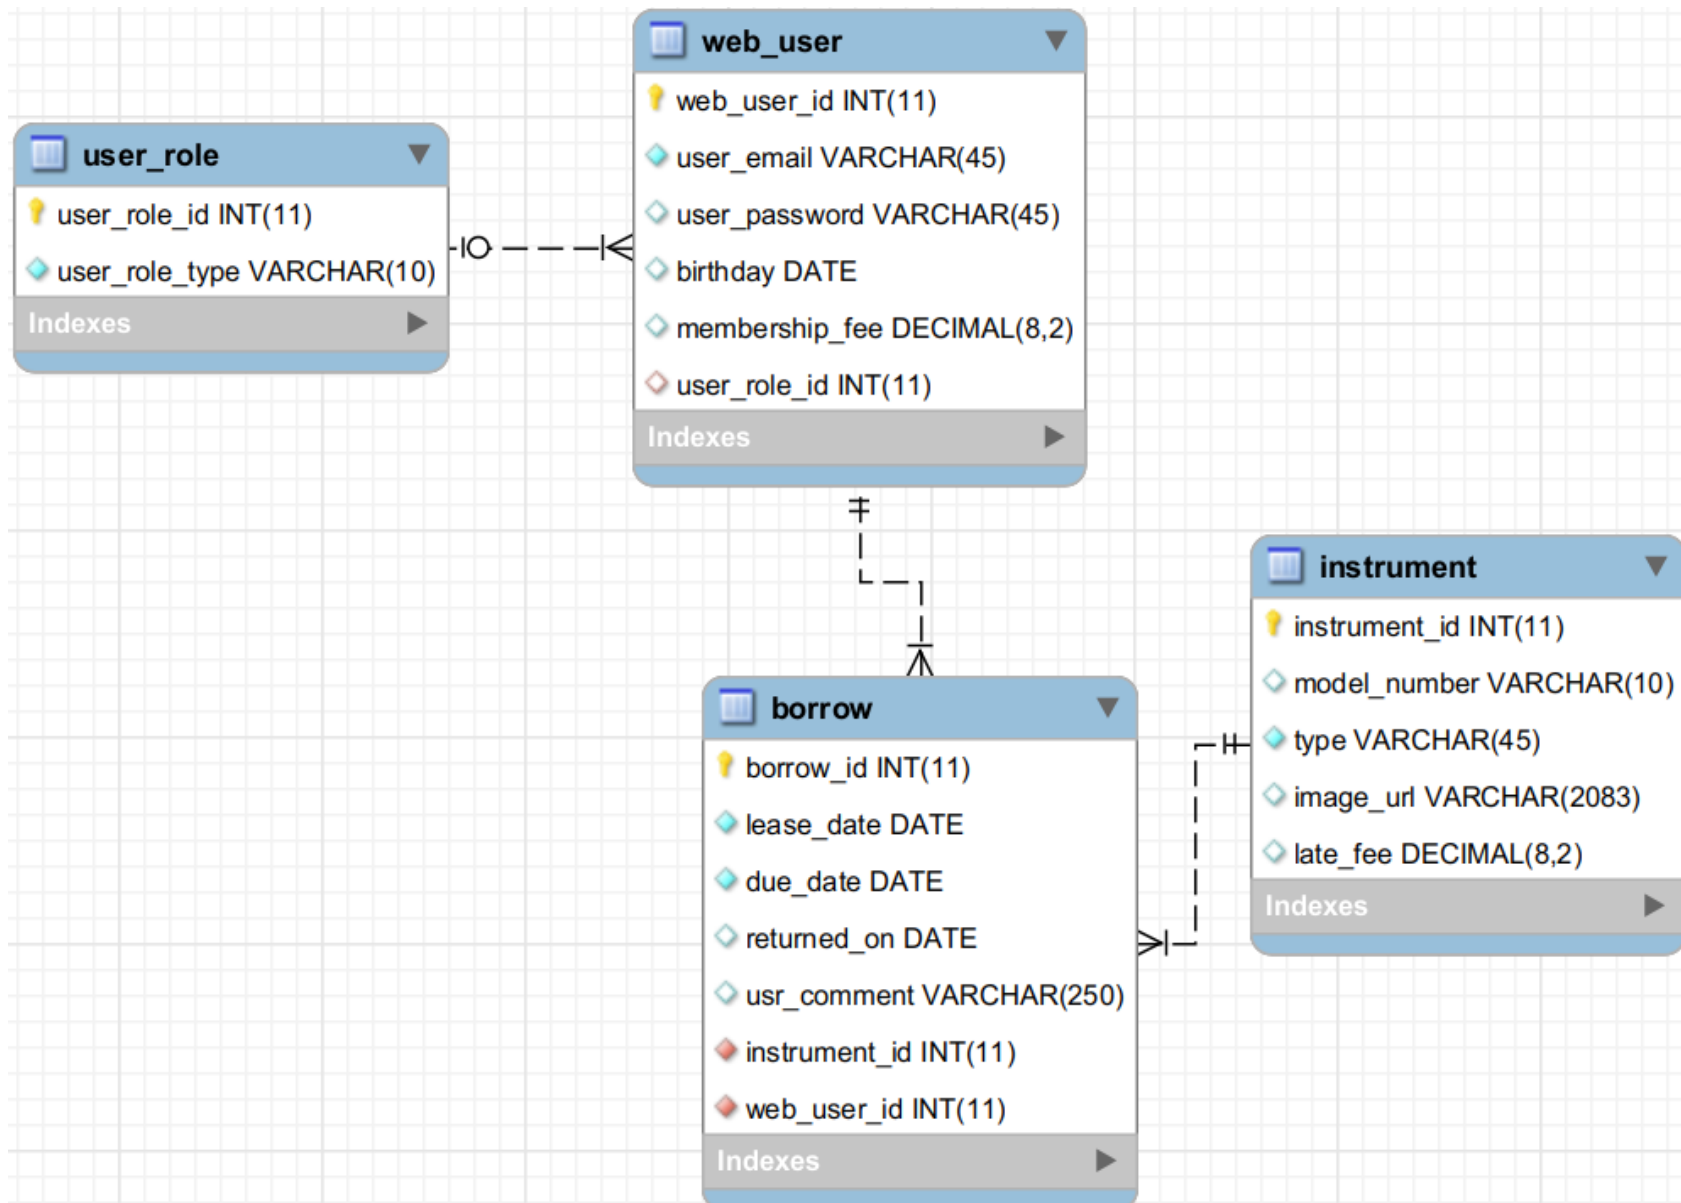 web_user
web_user_id INT(11)
user_email VARCHAR(45)
user_password VARCHAR(45)
birthday DATE
membership_fee DECIMAL(8,2)
user_role_id INT(11)
Indexes
user_role
user_role_id INT(11)
user_role_type VARCHAR(10)
Indexes
instrument
instrument_id INT(11)
model_number VARCHAR(10)
type VARCHAR(45)
image_url VARCHAR(2083)
late_fee DECIMAL(8,2)
Indexes
borrow
borrow_id INT(11)
lease_date DATE
due_date DATE
returned_on DATE
usr_comment VARCHAR(250)
instrument_id INT(11)
web_user_id INT(11)
Indexes